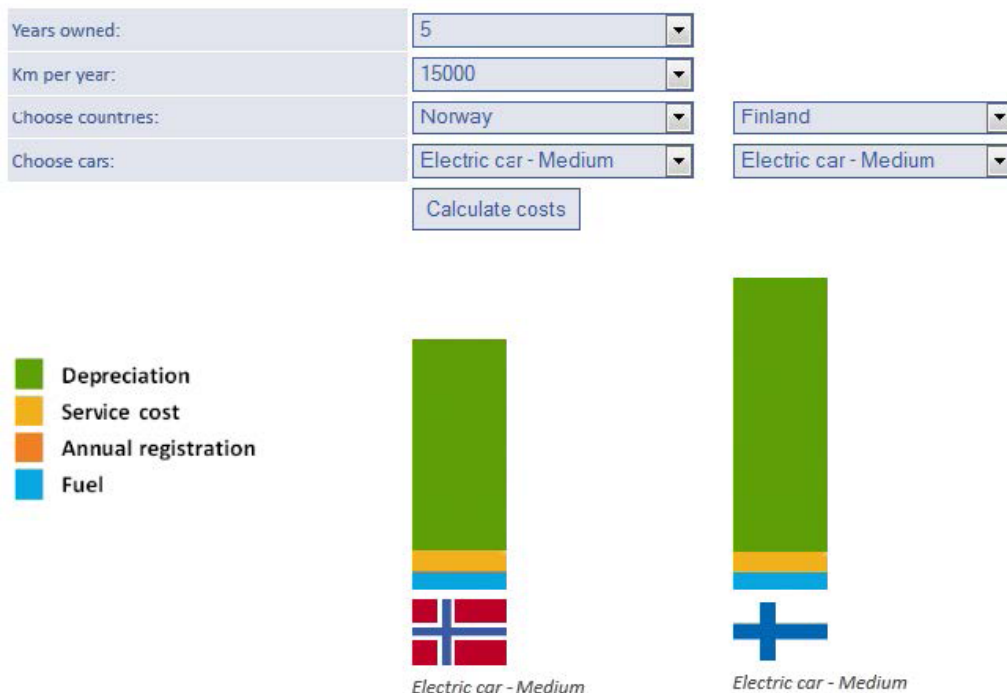 Years owned: 5
Km per year: 15000
Choose countries: Norway Finland
Choose cars: Electric car - Medium Electric car - Medium
Calculate costs
Depreciation
Service cost
Annual registration
Fuel
Electric car - Medium Electric car - Medium